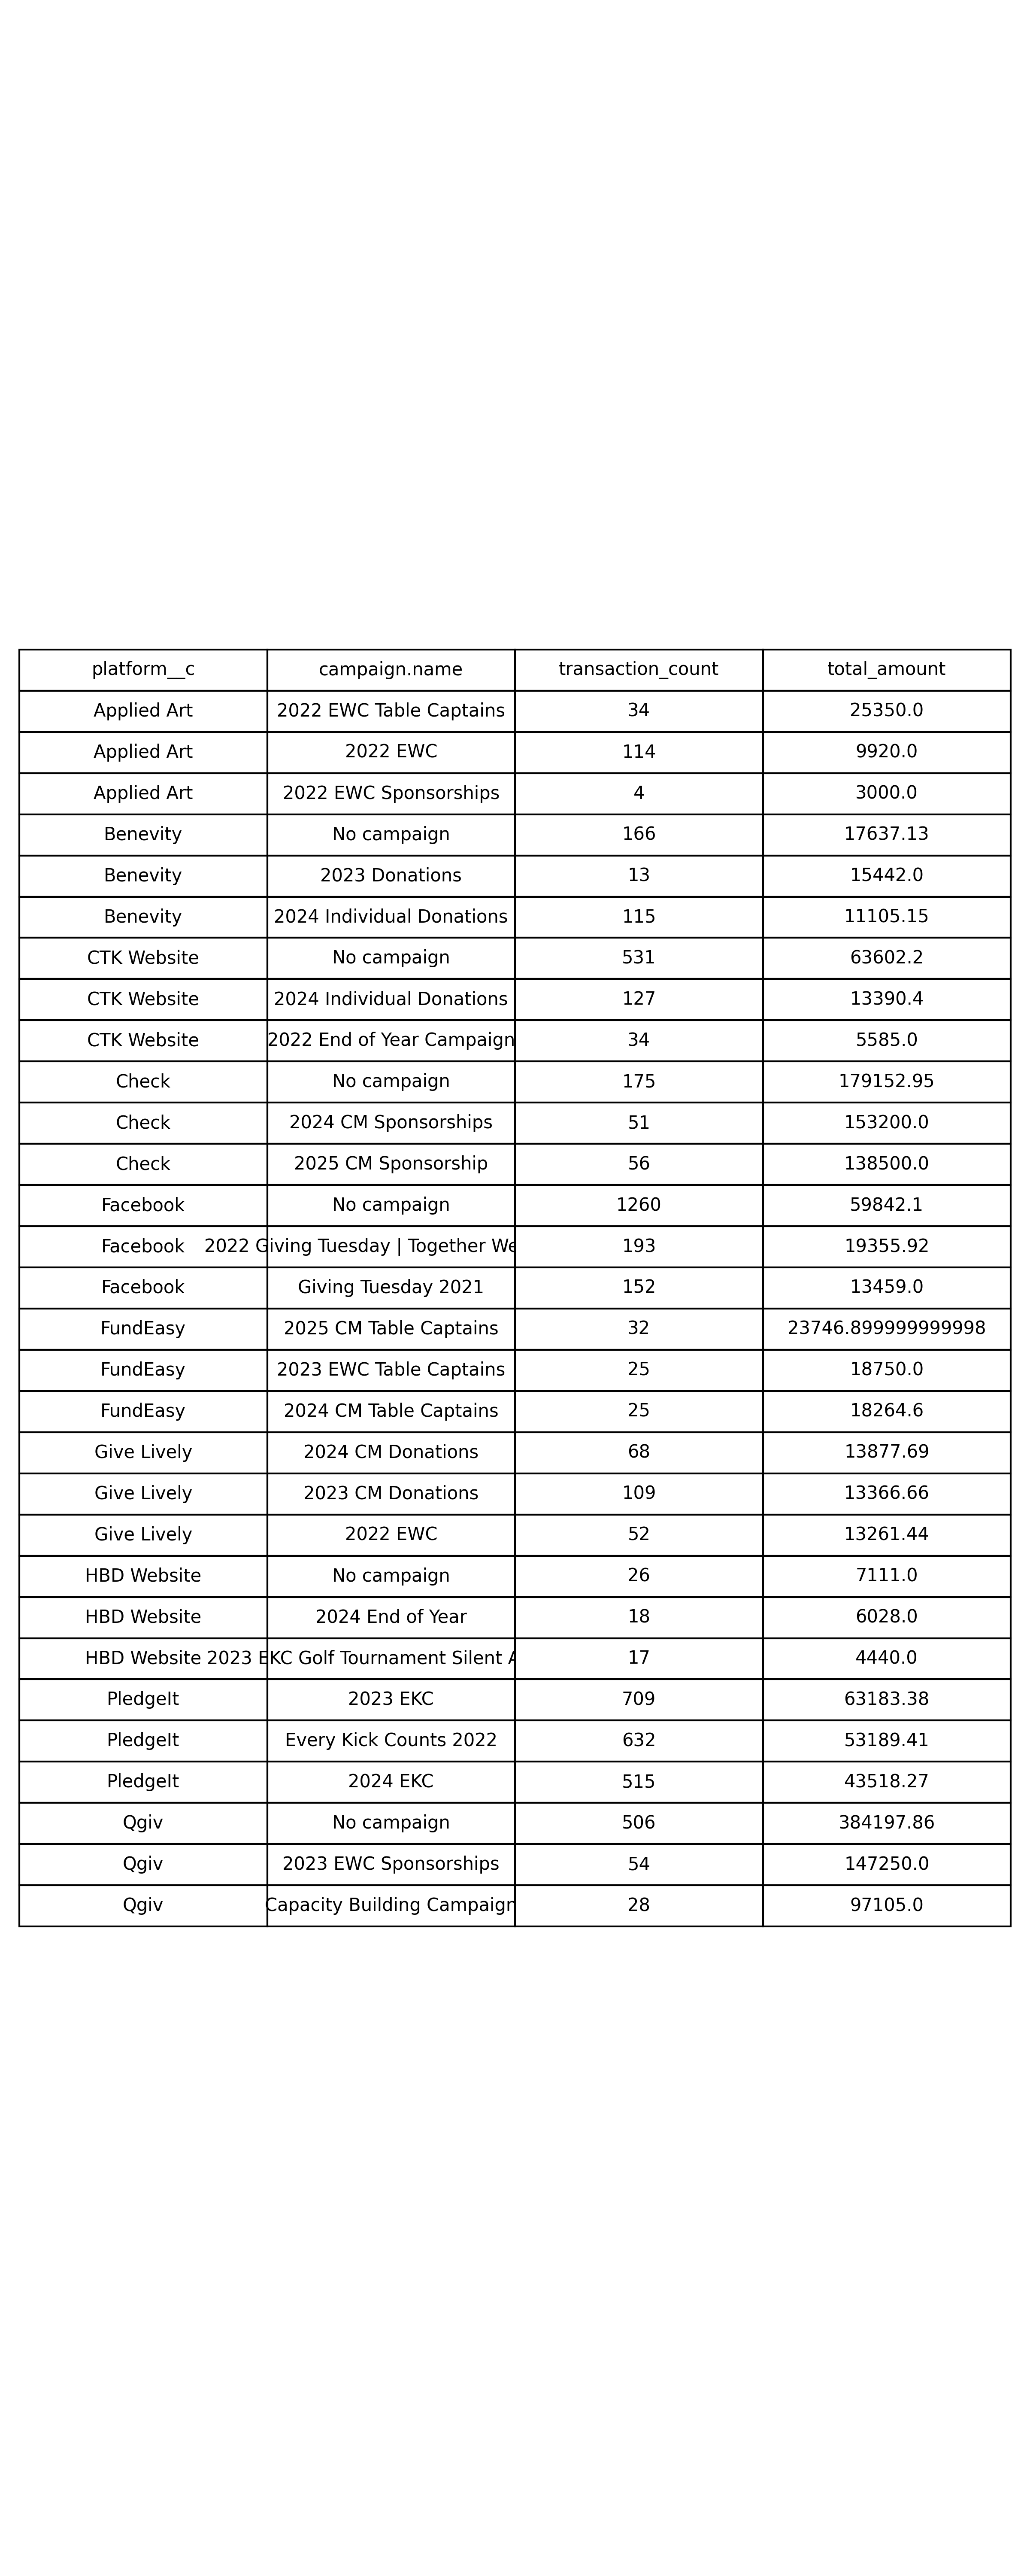 platform__c campaign.name transaction_count total_amount
Applied Art 2022 EWC Table Captains 34 25350.0
Applied Art 2022 EWC 114 9920.0
Applied Art 2022 EWC Sponsorships 4 3000.0
Benevity No campaign 166 17637.13
Benevity 2023 Donations 13 15442.0
Benevity 2024 Individual Donations 115 11105.15
CTK Website No campaign 531 63602.2
CTK Website 2024 Individual Donations 127 13390.4
CTK Website 2022 End of Year Campaign 34 5585.0
Check No campaign 175 179152.95
Check 2024 CM Sponsorships 51 153200.0
Check 2025 CM Sponsorship 56 138500.0
Facebook No campaign 1260 59842.1
Facebook 2022 Giving Tuesday | Together We 193 19355.92
Facebook Giving Tuesday 2021 152 13459.0
FundEasy 2025 CM Table Captains 32 23746.899999999998
FundEasy 2023 EWC Table Captains 25 18750.0
FundEasy 2024 CM Table Captains 25 18264.6
Give Lively 2024 CM Donations 68 13877.69
Give Lively 2023 CM Donations 109 13366.66
Give Lively 2022 EWC 52 13261.44
HBD Website No campaign 26 7111.0
HBD Website 2024 End of Year 18 6028.0
HBD Website 2023 EKC Golf Tournament Silent 17 4440.0
PledgeIt 2023 EKC 709 63183.38
PledgeIt Every Kick Counts 2022 632 53189.41
PledgeIt 2024 EKC 515 43518.27
Qgiv No campaign 506 384197.86
Qgiv 2023 EWC Sponsorships 54 147250.0
Qgiv Capacity Building Campaign 28 97105.0